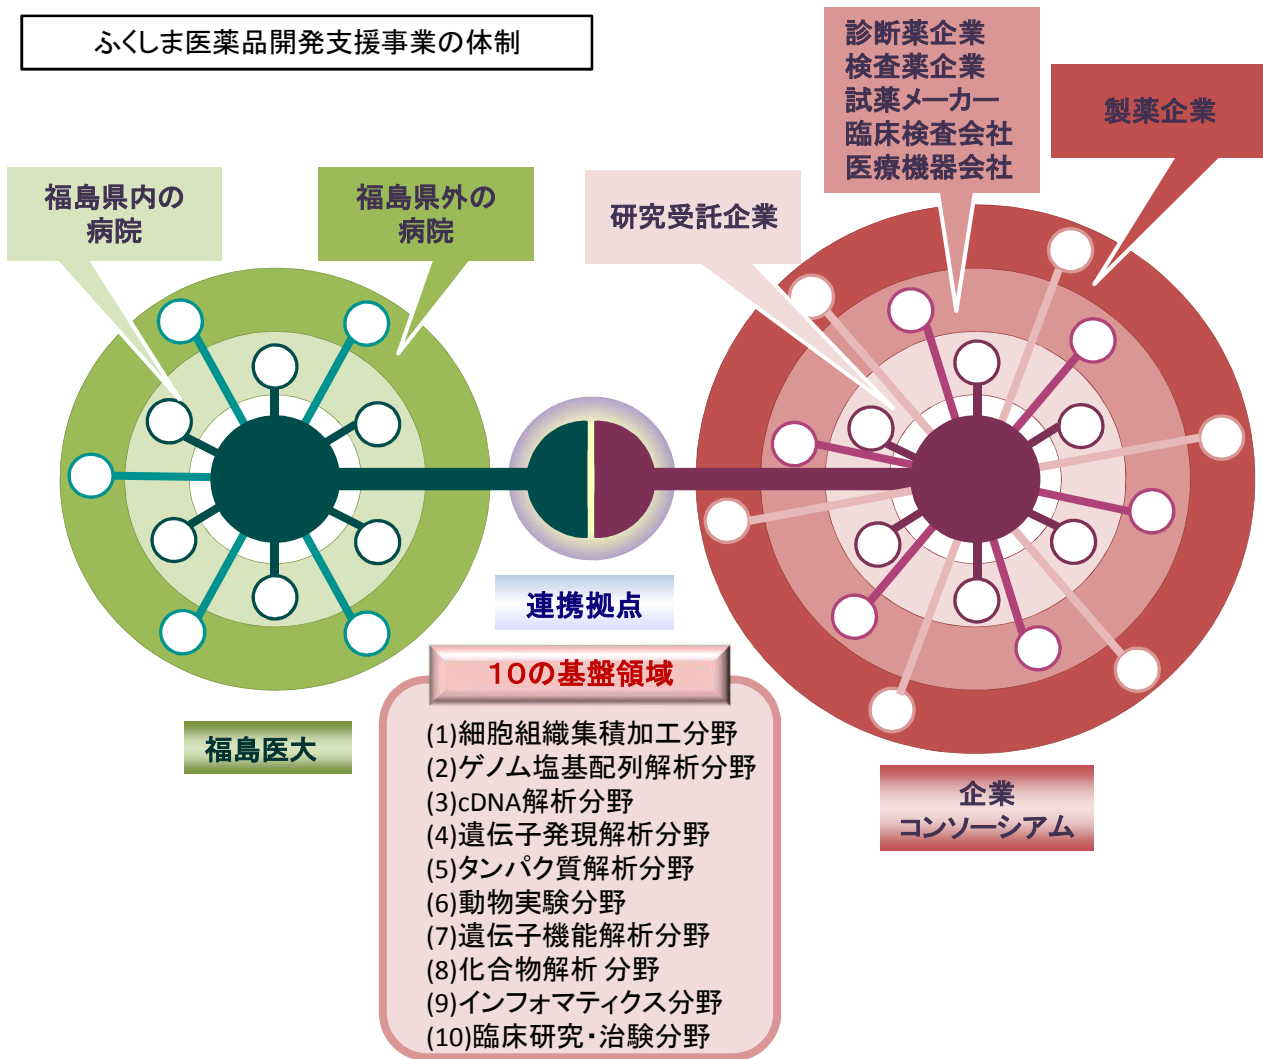 ふくしま医薬品開発支援事業の体制
診断薬企業
検査薬企業
試薬メーカー
臨床検査会社
医療機器会社
製薬企業
福島県内の
病院
福島県外の
病院
研究受託企業
連携拠点
10の基盤領域
福島医大
(1)細胞組織集積加工分野
(2)ゲノム塩基配列解析分野
(3)cDNA解析分野
(4)遺伝子発現解析分野
(5)タンパク質解析分野
(6)動物実験分野
(7)遺伝子機能解析分野
(8)化合物解析 分野
(9)インフォマティクス分野
(10)臨床研究・治験分野
企業
コンソーシアム